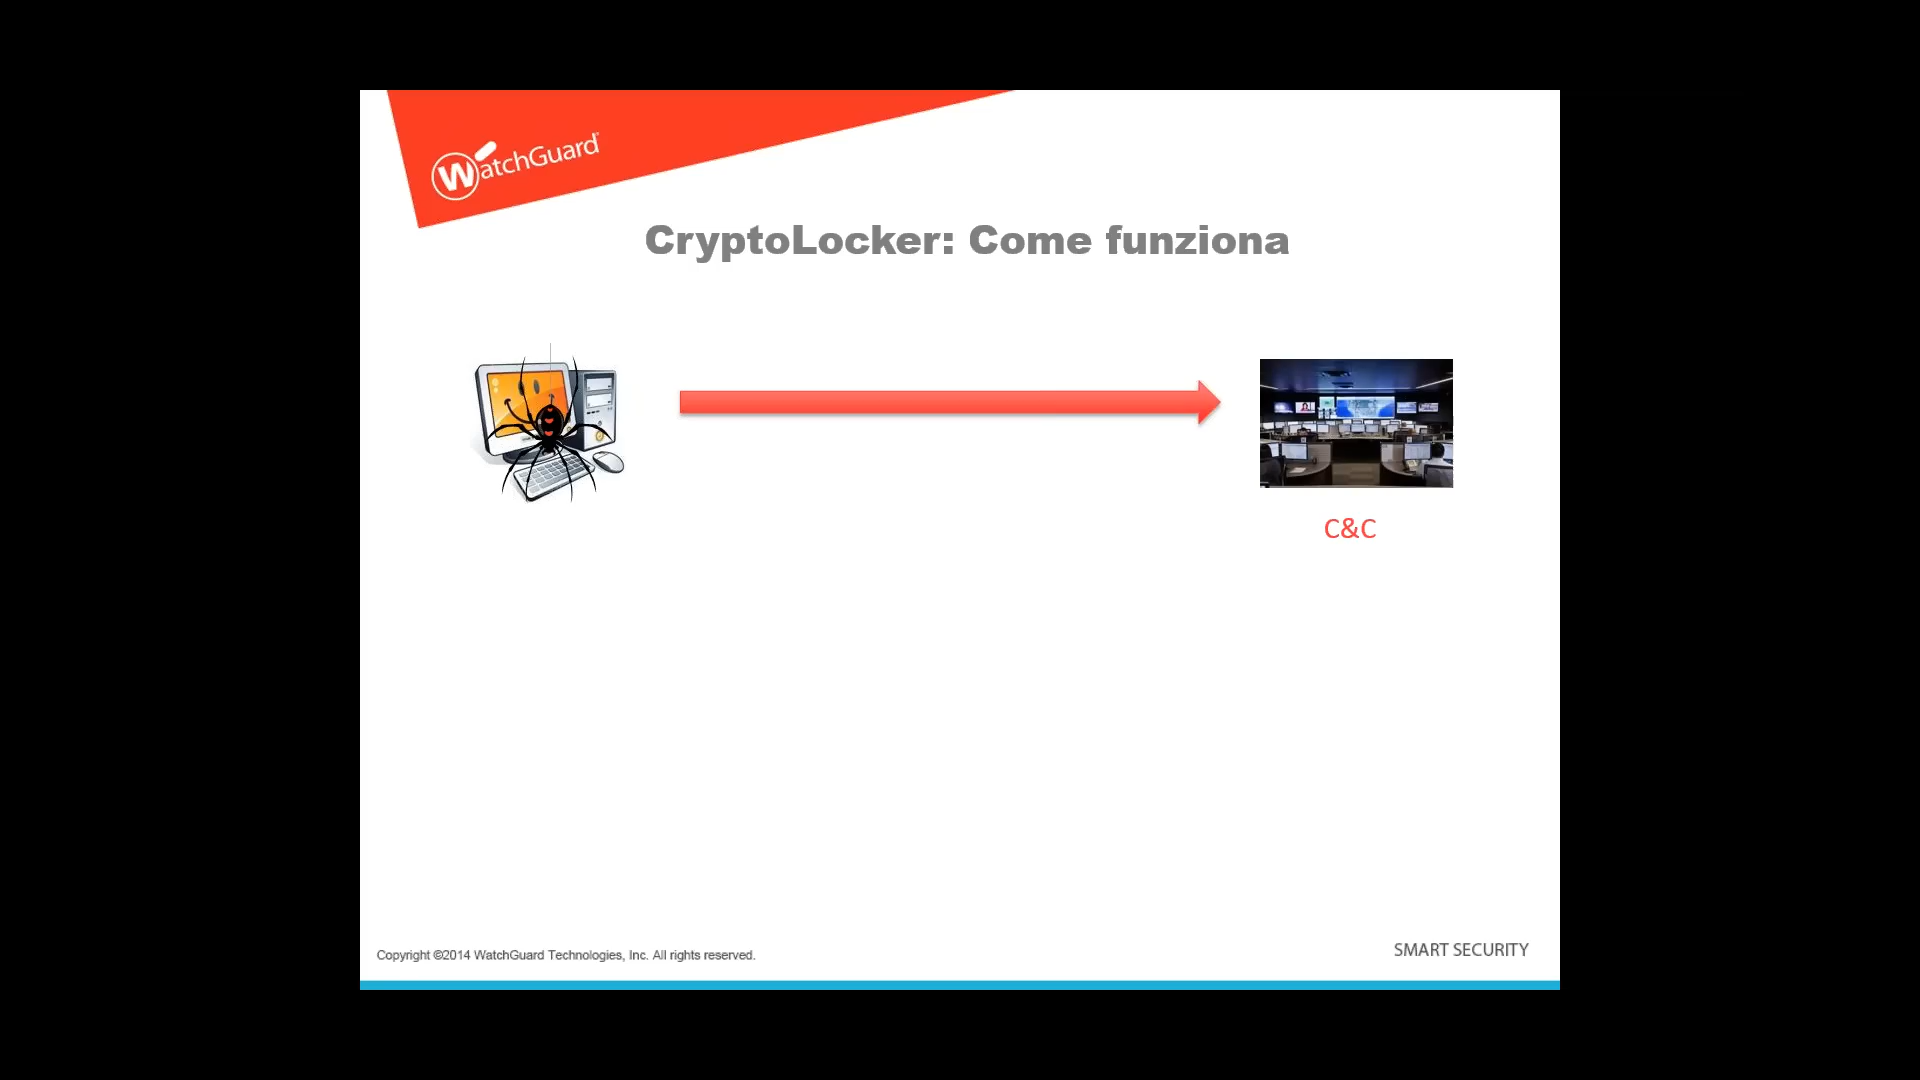 WatchGuard
CryptoLocker: Come funziona
C&C
Copyright ©2014 WatchGuard Technologies, Inc. All rights reserved.
SMART SECURITY